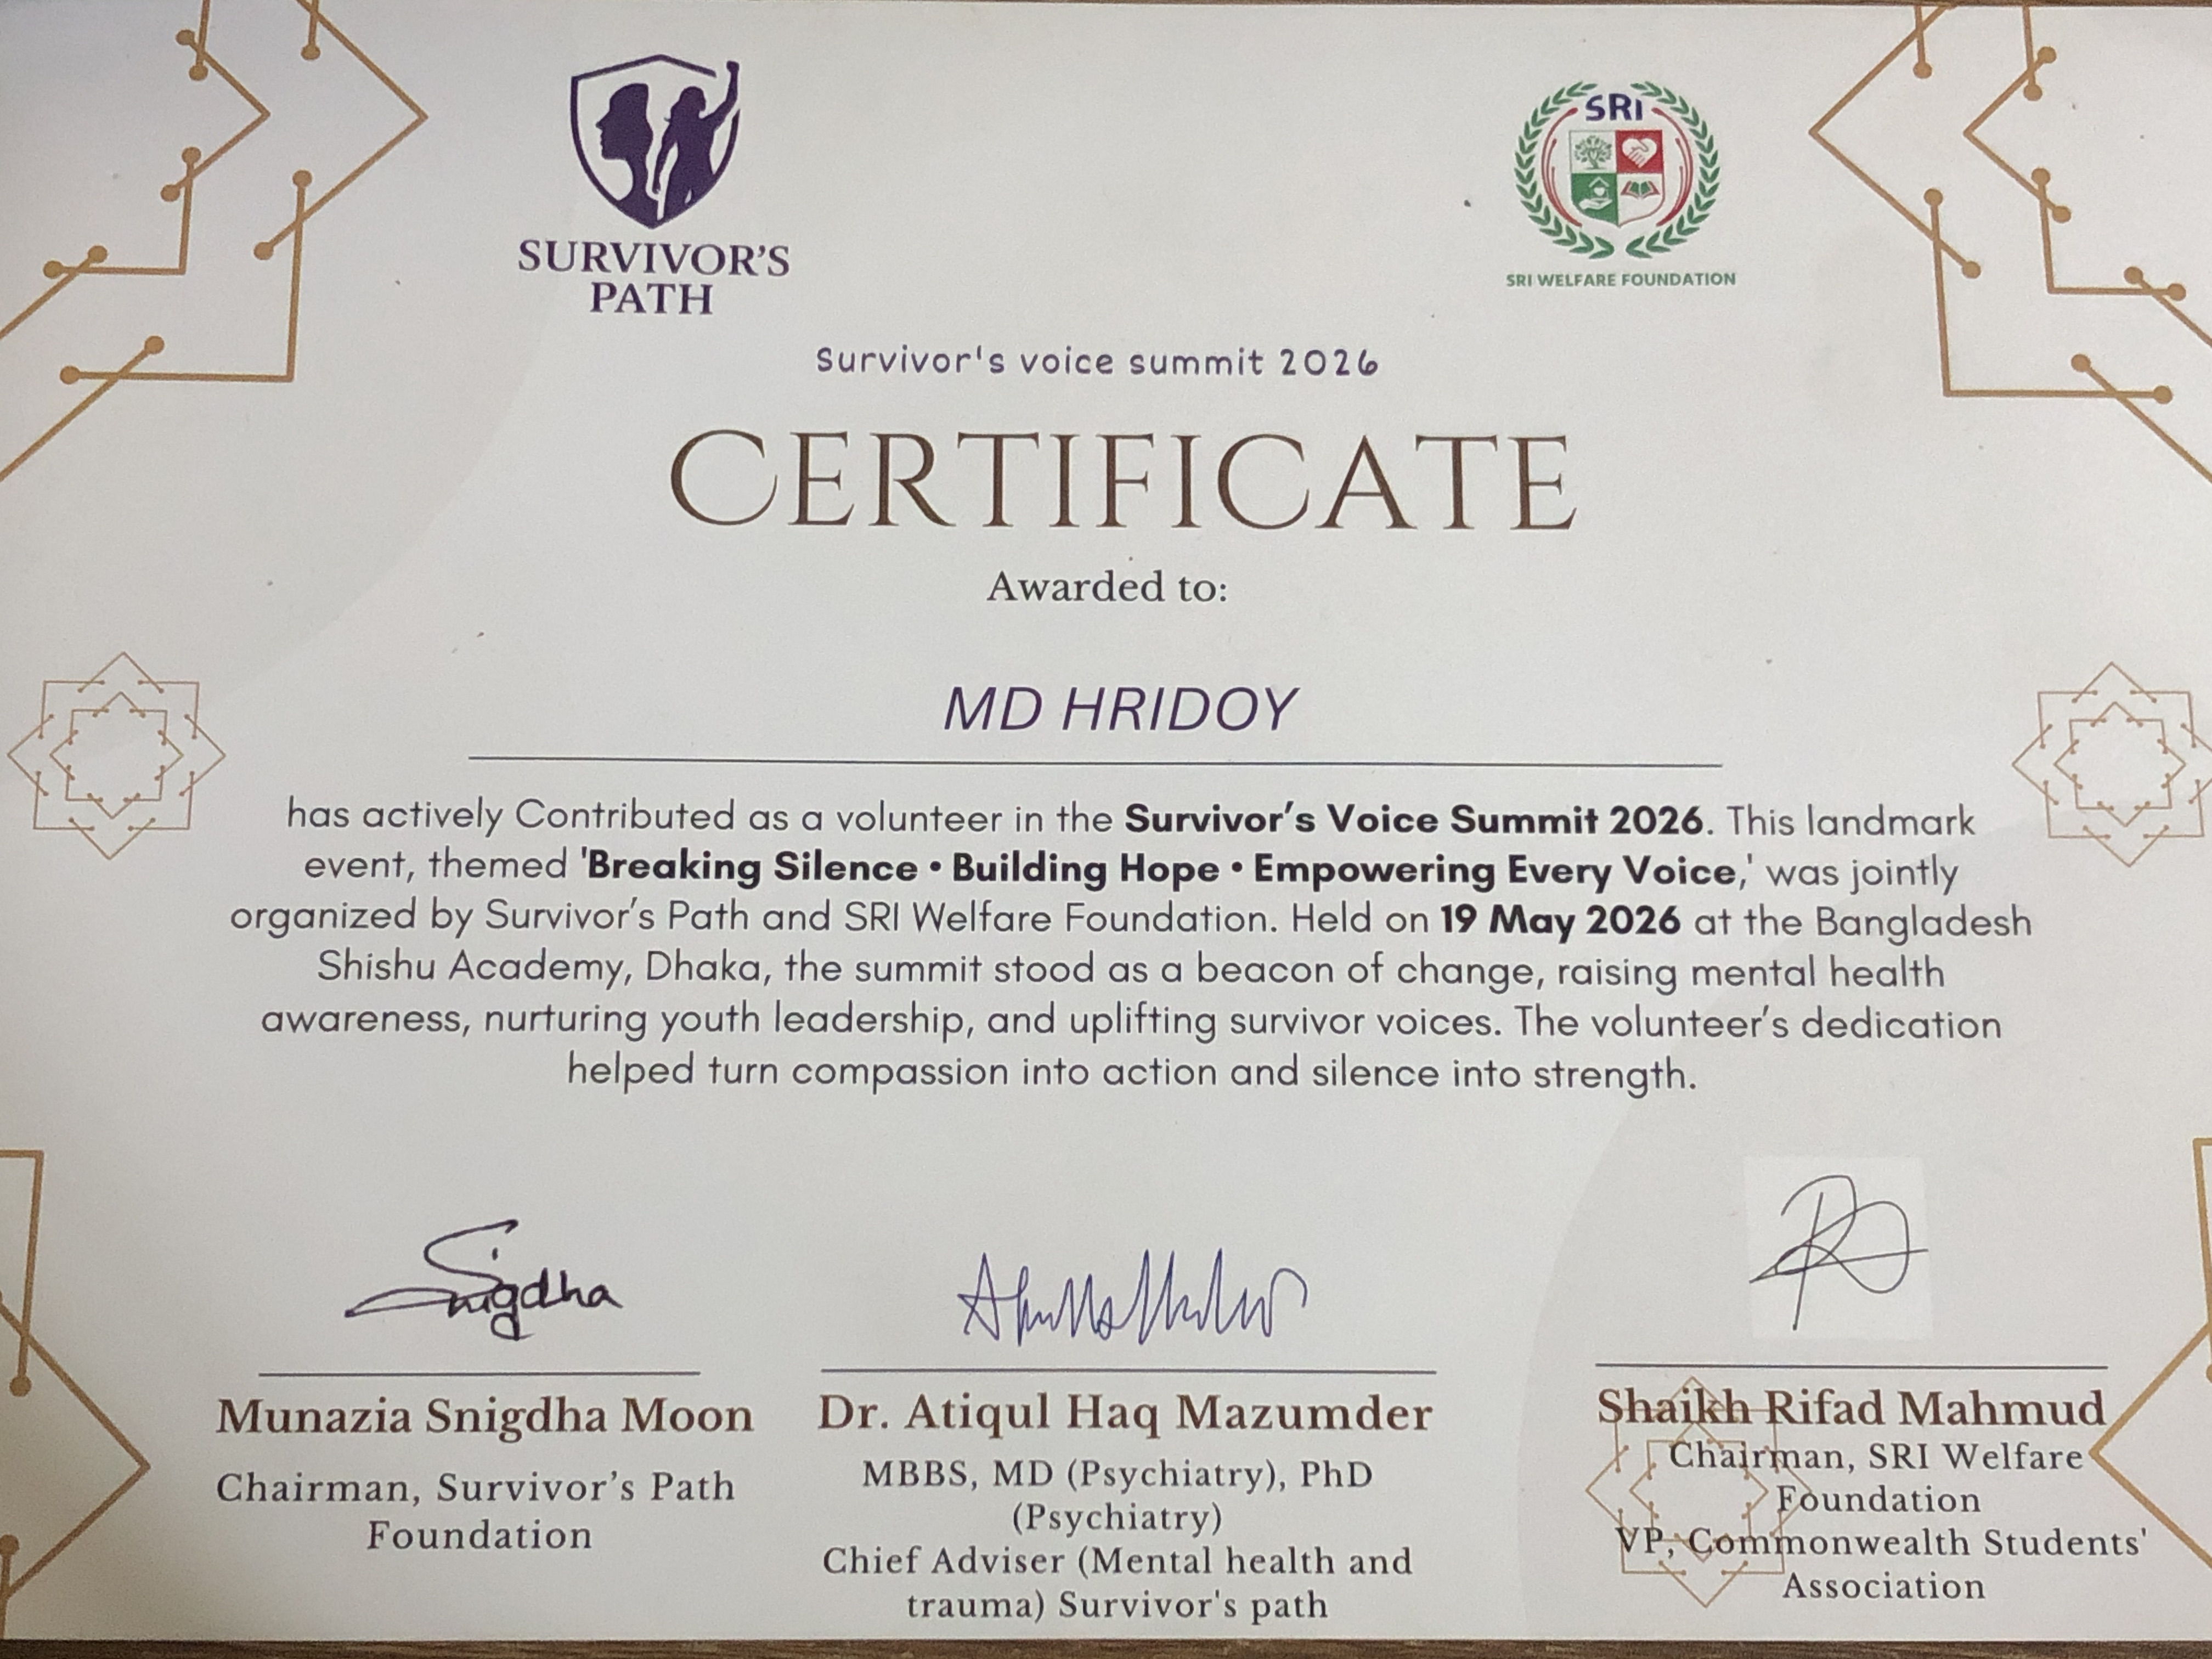 SURVIVOR'S
PATH
SRI
SRI WELFARE FOUNDATION
Survivor's voice summit 2026
CERTIFICATE
Awarded to:
MD HRIDOY
has actively Contributed as a volunteer in the Survivor's Voice Summit 2026. This landmark
event, themed 'Breaking Silence • Building Hope • Empowering Every Voice,' was jointly
organized by Survivor's Path and SRI Welfare Foundation. Held on 19 May 2026 at the Bangladesh
Shishu Academy, Dhaka, the summit stood as a beacon of change, raising mental health
awareness, nurturing youth leadership, and uplifting survivor voices. The volunteer's dedication
helped turn compassion into action and silence into strength.
Snigdha
Munazia Snigdha Moon
Chairman, Survivor's Path
Foundation
Dr. Atiqul Haq Mazumder
MBBS, MD (Psychiatry), PhD
(Psychiatry)
Chief Adviser (Mental health and
trauma) Survivor's path
Shaikh Rifad Mahmud
Chairman, SRI Welfare
Foundation
VP, Commonwealth Students'
Association